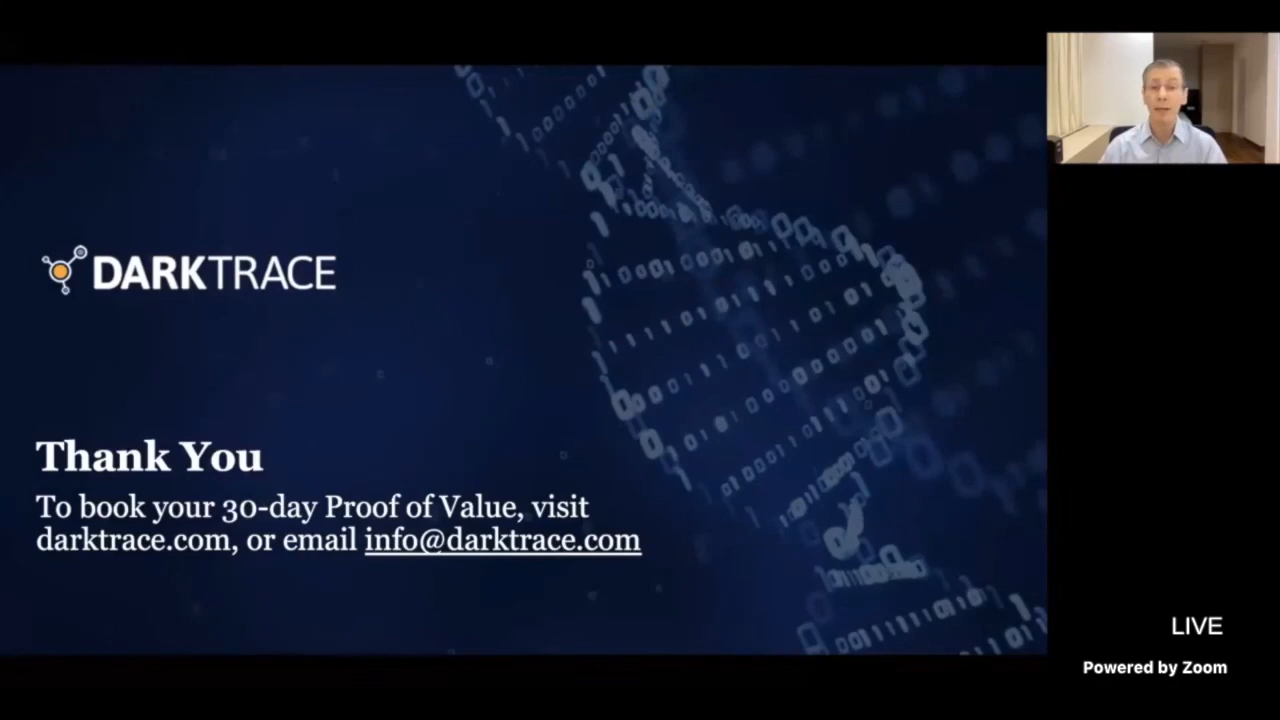 DARKTRACE
Thank You
To book your 30-day Proof of Value, visit
darktrace.com, or email info@darktrace.com
LIVE
Powered by Zoom